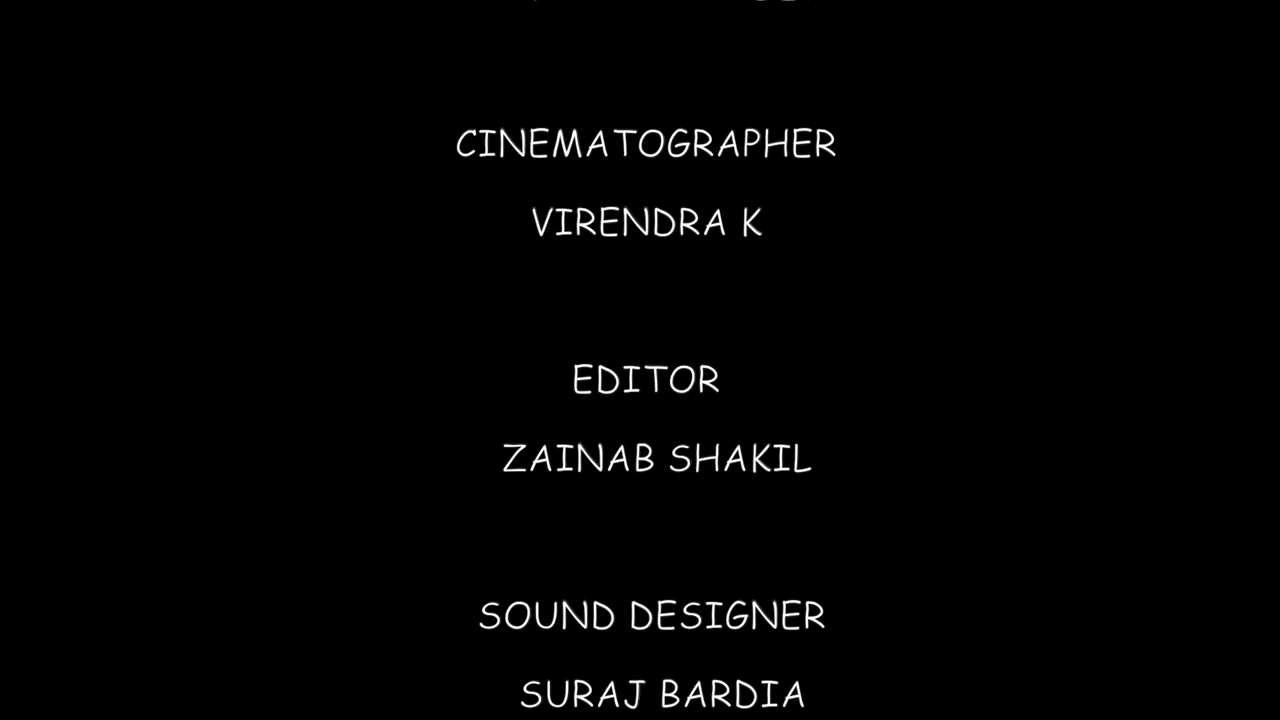 CINEMATOGRAPHER
VIRENDRA K
EDITOR
ZAINAB SHAKIL
SOUND DESIGNER
SURAJ BARDIA